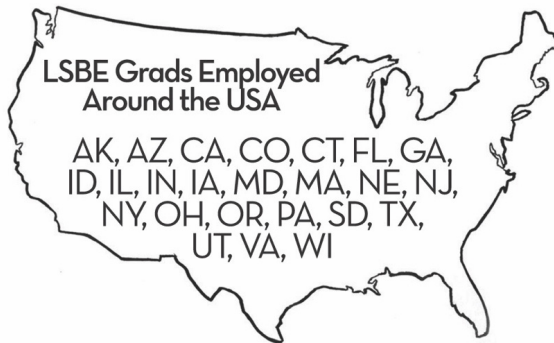 LSBE Grads Employed
Around the USA
AK, AZ, CA, CO, CT, FL, GA,
ID, IL, IN, IA, MD, MA, NE, NJ,
NY, OH, OR, PA, SD, TX,
UT, VA, WI